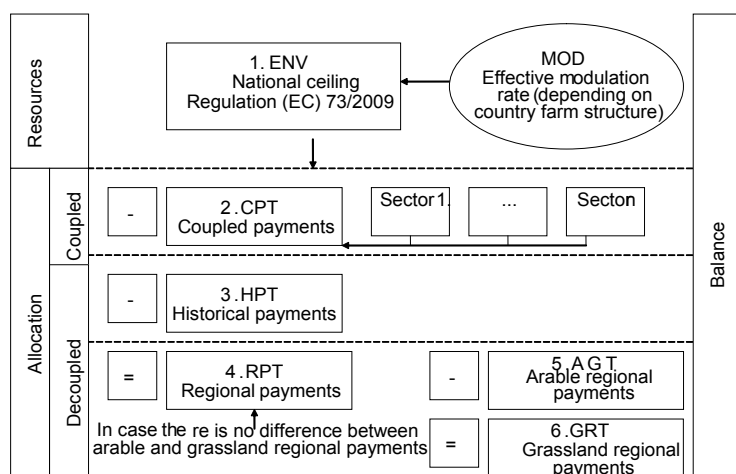 Resources
1. ENV
National ceiling
Regulation (EC) 73/2009
MOD
Effective modulation
rate (depending on
country farm structure)
Balance
Allocation
Coupled
-
2.CPT
Coupled payments
Sector 1.
...
Secton
Decoupled
-
3.HPT
Historical payments
=
4.RPT
Regional payments
-
5.AGT
Arable regional
payments
In case the re is no difference between
arable and grassland regional payments
=
6.GRT
Grassland regional
payments